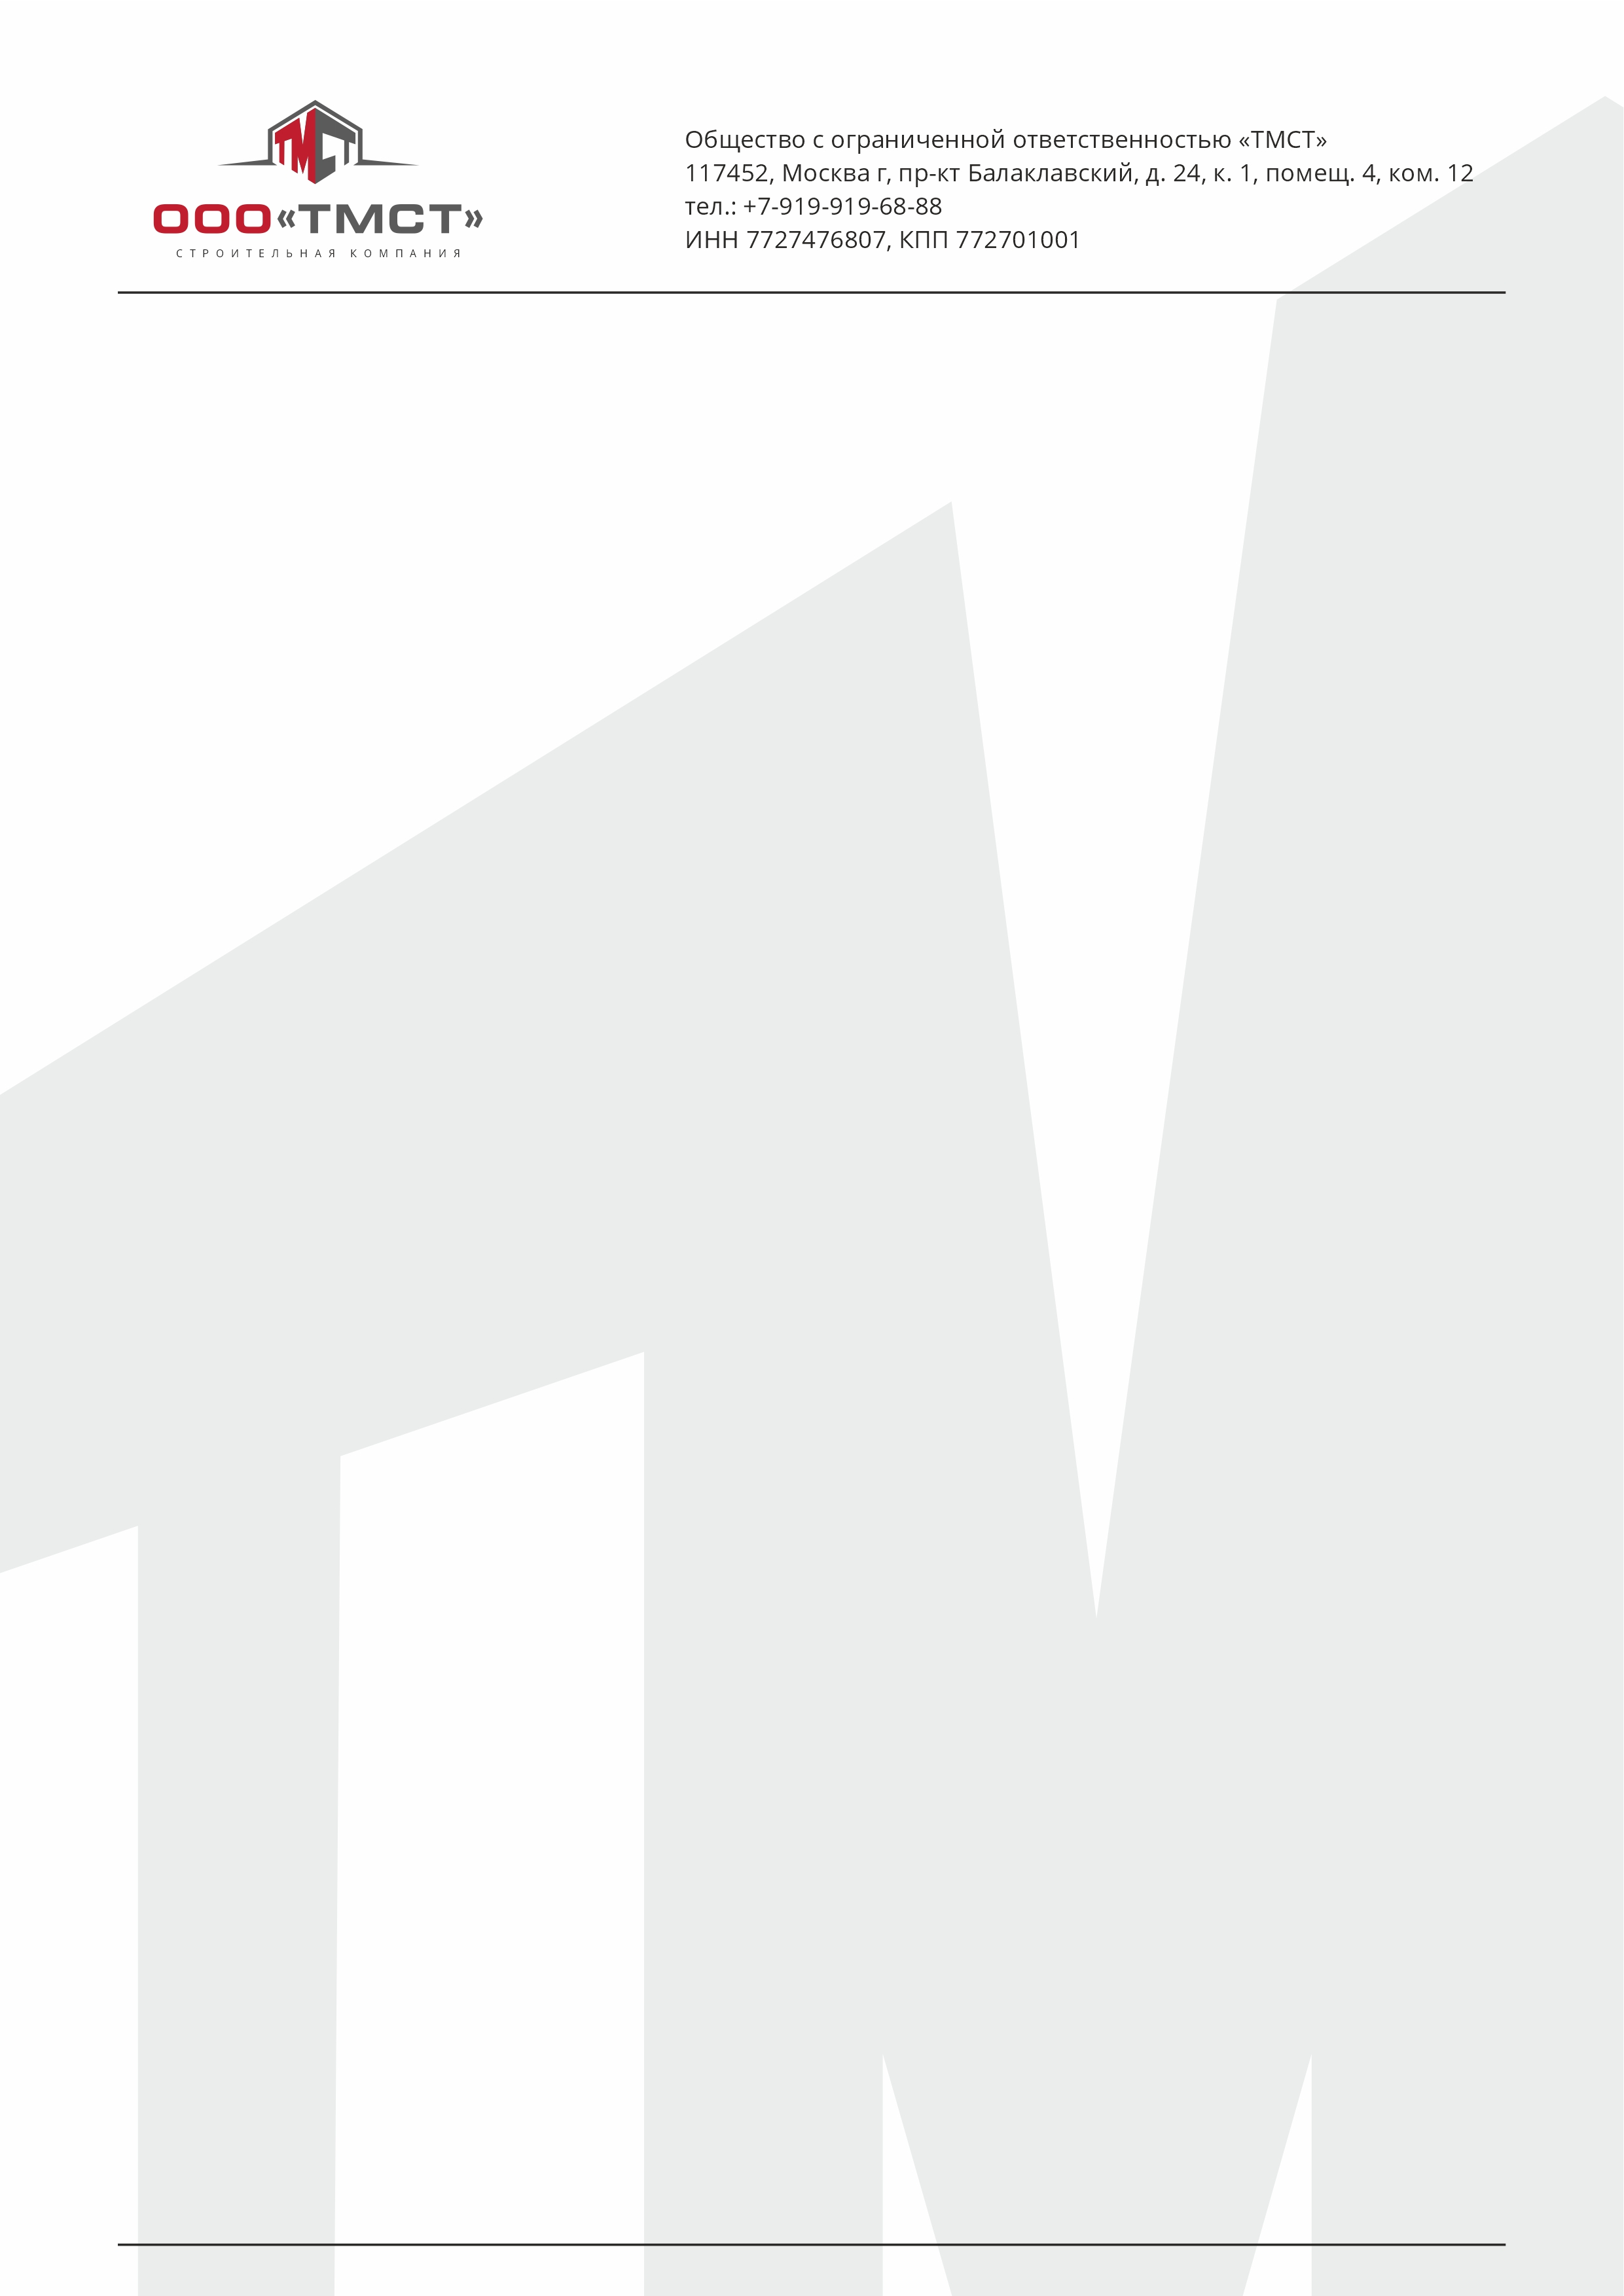 ТМСТ
ООО«ТМСТ»
СТРОИТЕЛЬНАЯ КОМПАНИЯ
Общество с ограниченной ответственностью «ТМСТ»
117452, Москва г, пр-кт Балаклавский, д. 24, к. 1, помещ. 4, ком. 12
тел.: +7-919-919-68-88
ИНН 7727476807, КПП 772701001